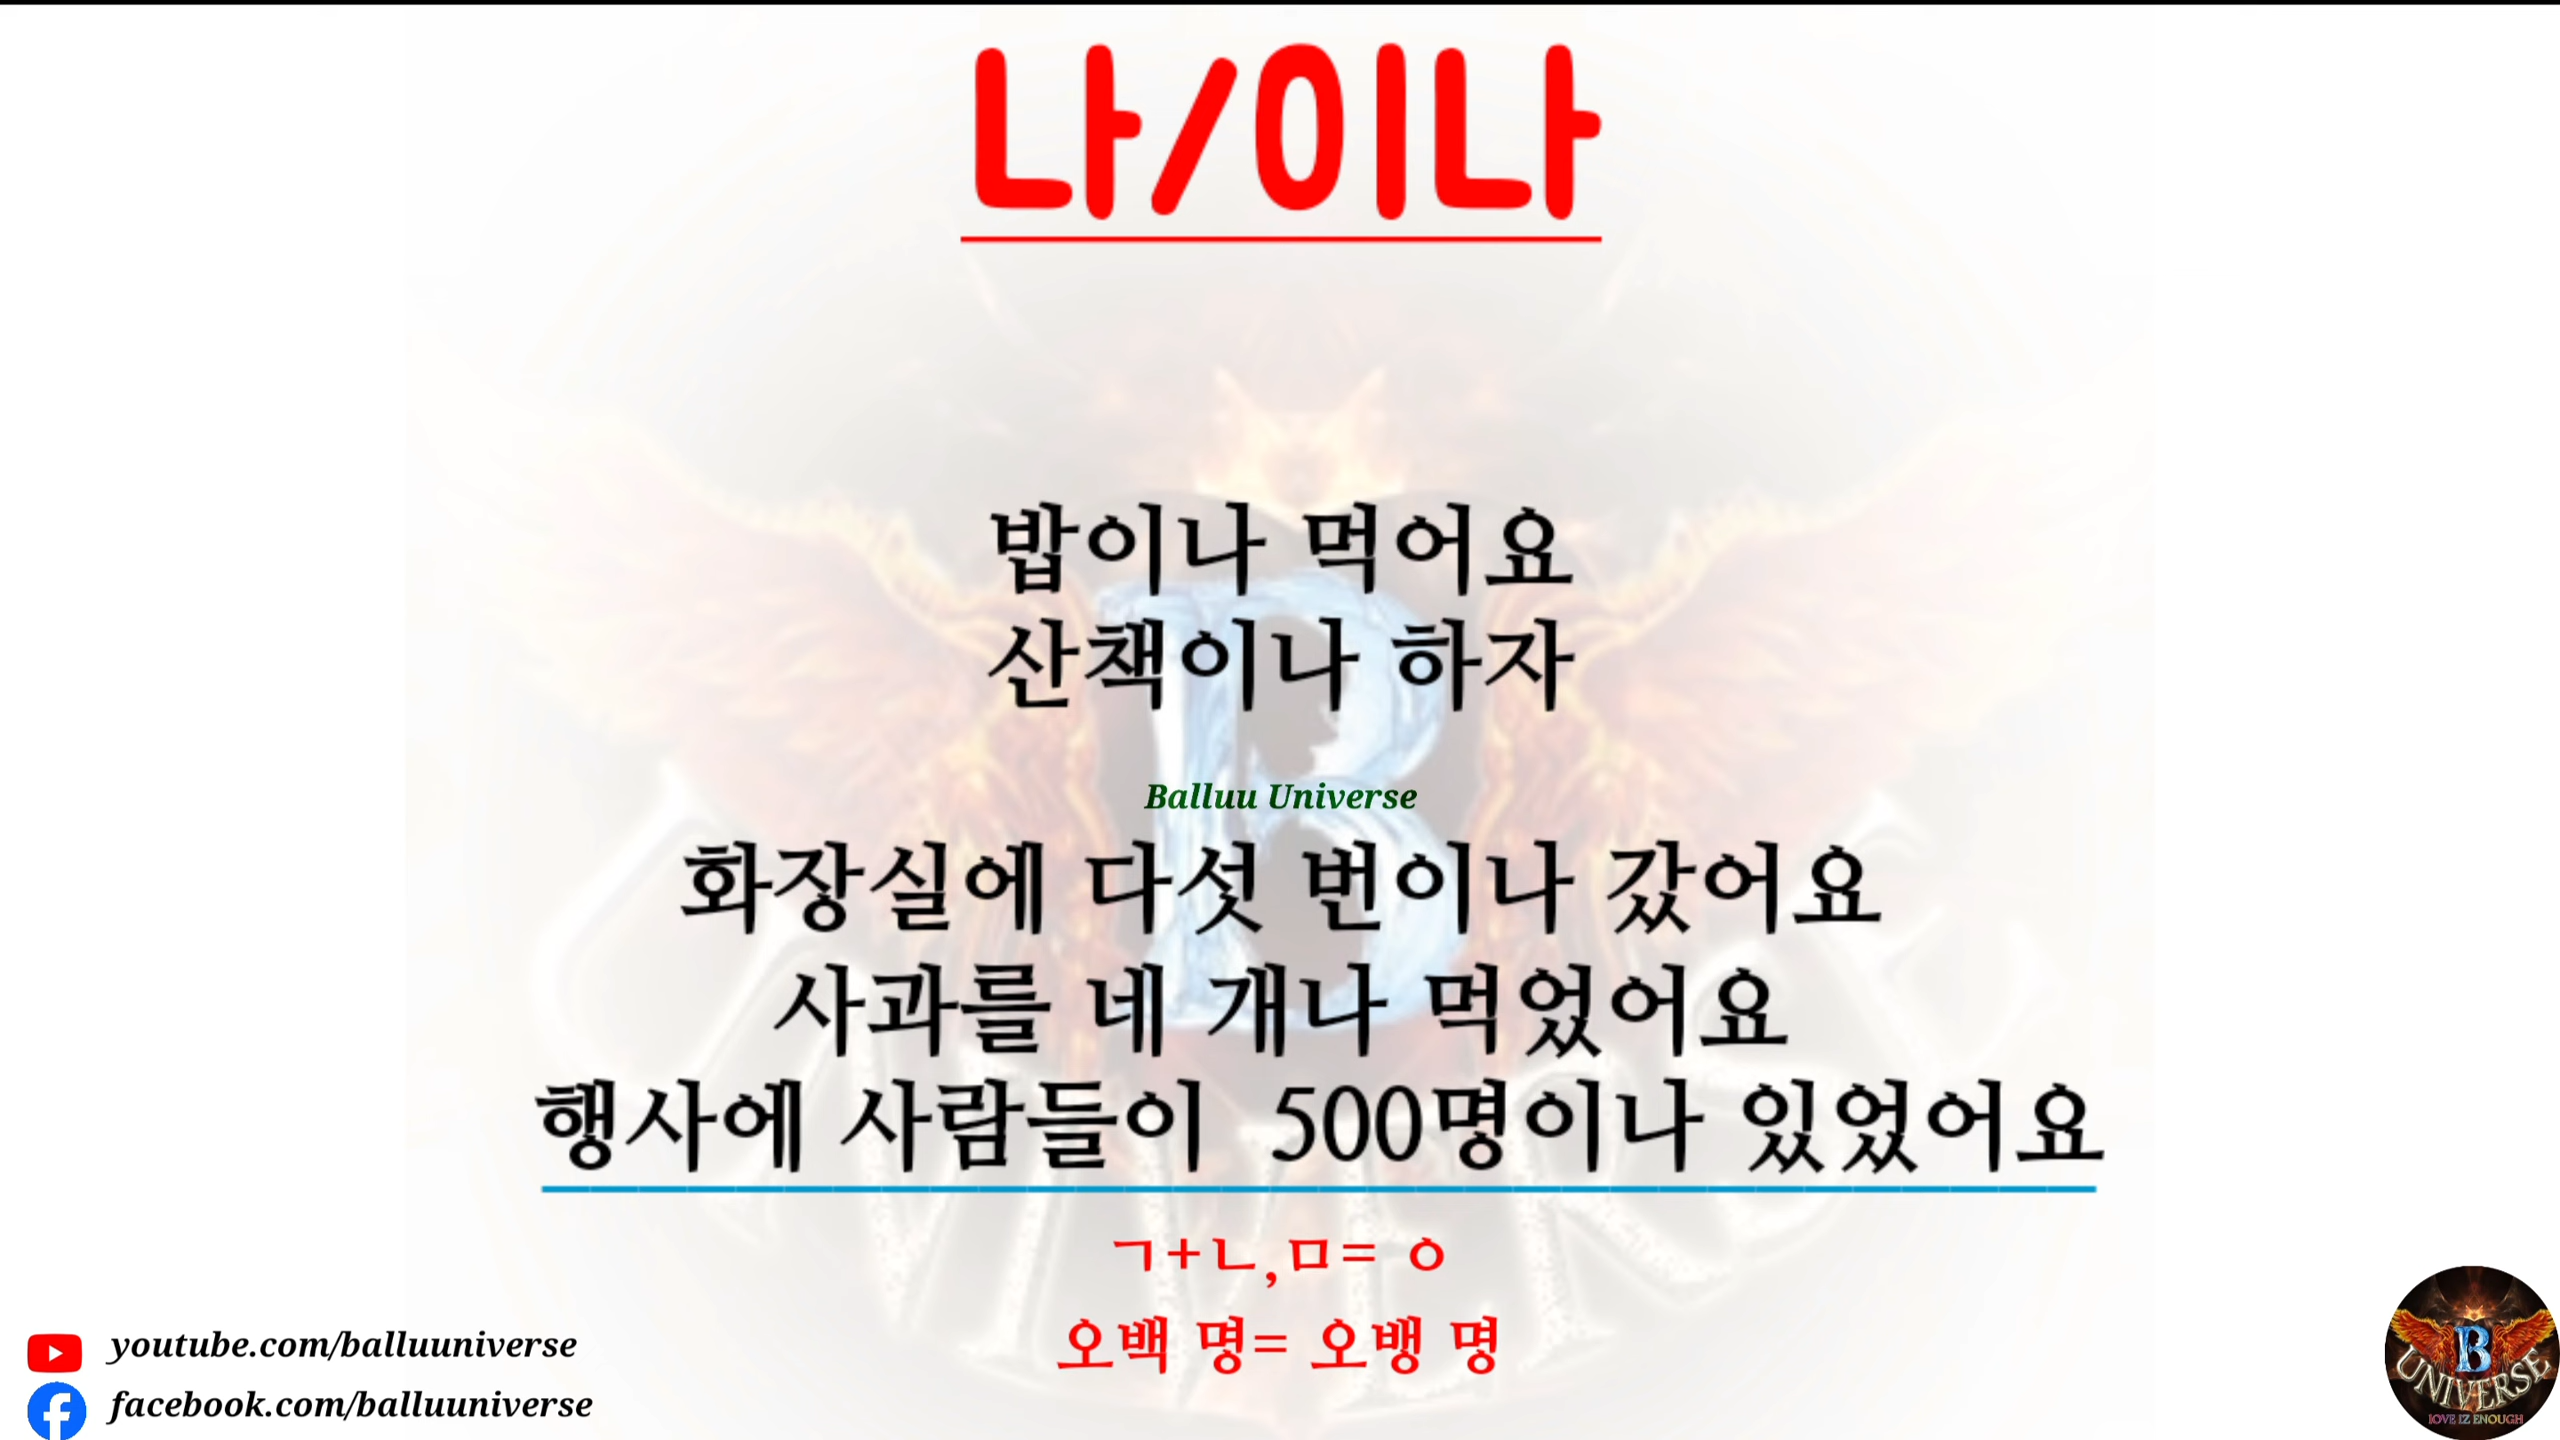 나/이나
밥이나 먹어요
산책이나 하자
Balluu Universe
화장실에 다섯 번이나 갔어요
사과를 네 개나 먹었어요
행사에 사람들이 500명이나 있었어요
ㄱ+ㄴ,ㅁ= ㅇ
오백 명= 오뱅 명
youtube.com/balluuniverse
facebook.com/balluuniverse
B
UNIVERSE
LOVE IZ ENOUGH